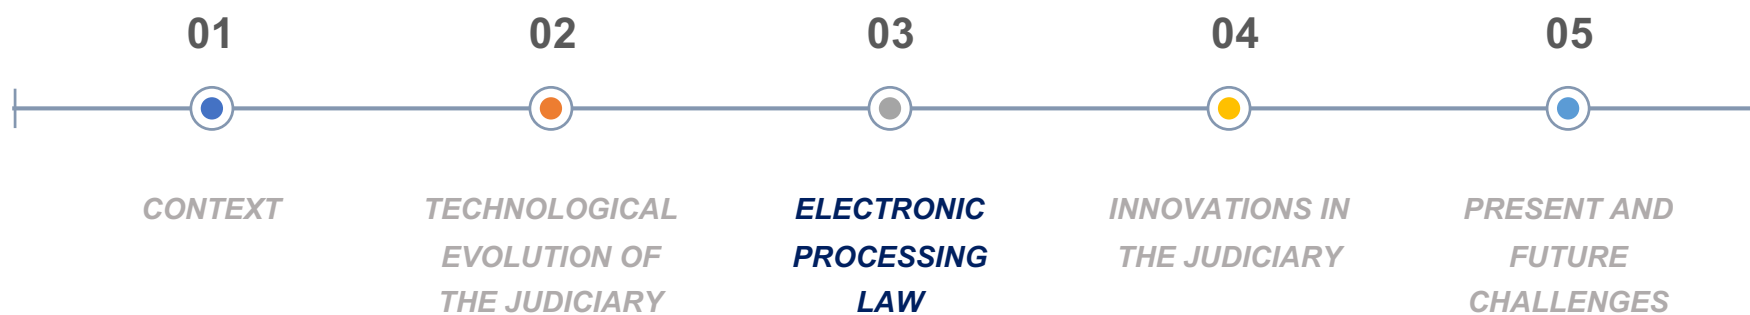 01
CONTEXT
02
TECHNOLOGICAL
EVOLUTION OF
THE JUDICIARY
03
ELECTRONIC
PROCESSING
LAW
04
INNOVATIONS IN
THE JUDICIARY
05
PRESENT AND
FUTURE
CHALLENGES